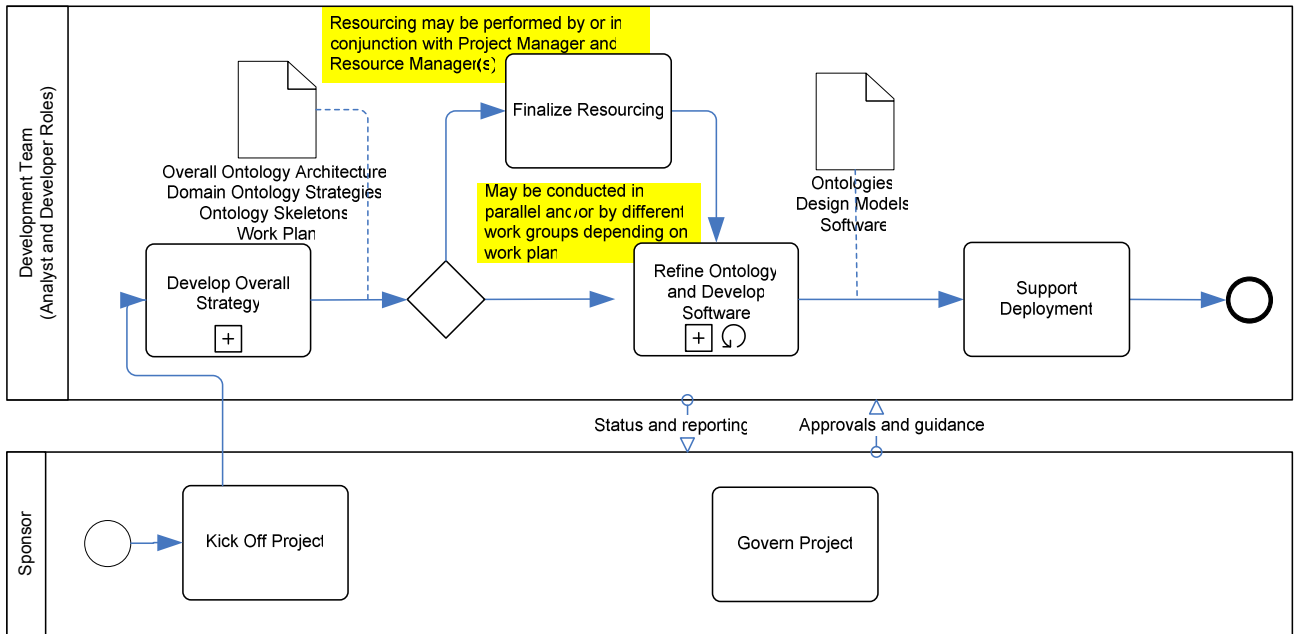 Development Team
(Analyst and Developer Roles)
Resourcing may be performed by or in
conjunction with Project Manager and
Resource Manager(s)
Finalize Resourcing
Overall Ontology Architecture
Domain Ontology Strategies
Ontology Skeletons
Work Plan
May be conducted in
parallel and/or by different
work groups depending on
work plan
Ontologies
Design Models
Software
Develop Overall
Strategy
Refine Ontology
and Develop
Software
Support
Deployment
Status and reporting
Approvals and guidance
Sponsor
Kick Off Project
Govern Project